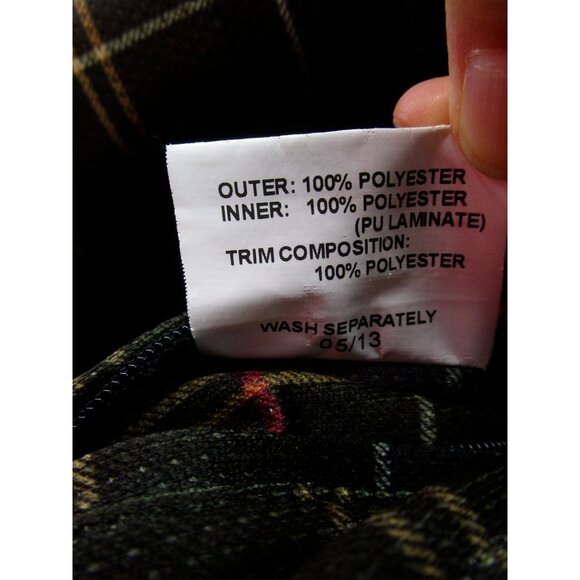 OUTER: 100% POLYESTER
INNER: 100% POLYESTER
(PU LAMINATE)
TRIM COMPOSITION:
100% POLYESTER
WASH SEPARATELY
05/13